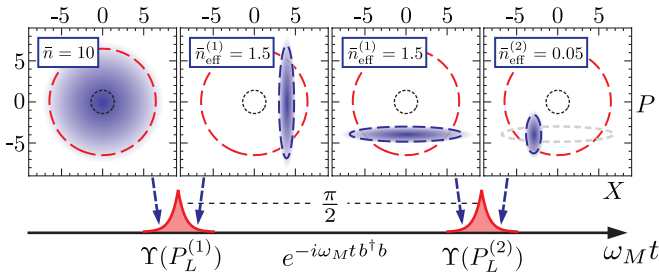 -5 0 5 -5 0 5 -5 0 5 -5 0 5
n̄ = 10
n̄_eff^(1) = 1.5
n̄_eff^(1) = 1.5
n̄_eff^(2) = 0.05
5
0
-5
P
X
π/2
Υ(P_L^(1)) e^{-iω_M t b†b} Υ(P_L^(2)) ω_M t